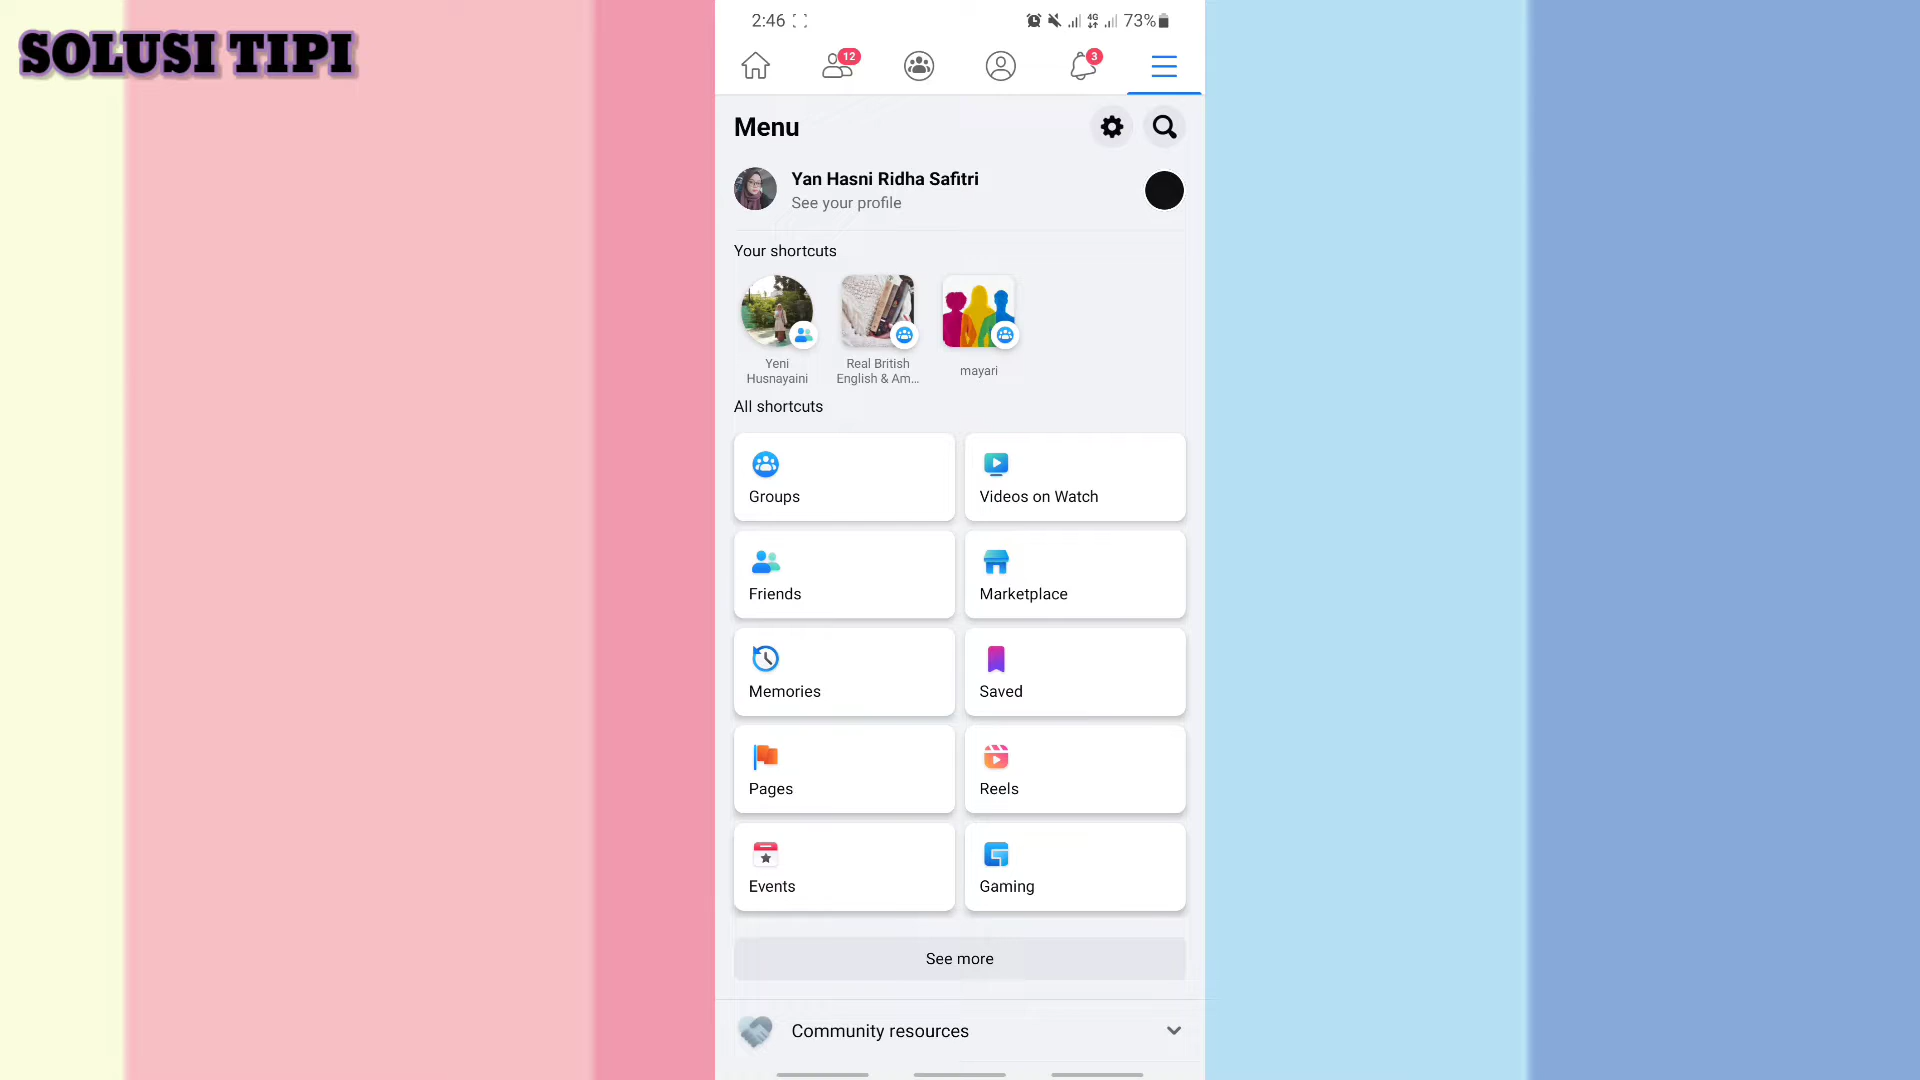 SOLUSI TIPI
2:46
4G
73%
12
3
Menu
Yan Hasni Ridha Safitri
See your profile
Your shortcuts
Yeni
Husnayaini
Real British
English & Am...
mayari
All shortcuts
Groups
Videos on Watch
Friends
Marketplace
Memories
Saved
Pages
Reels
Events
Gaming
See more
Community resources